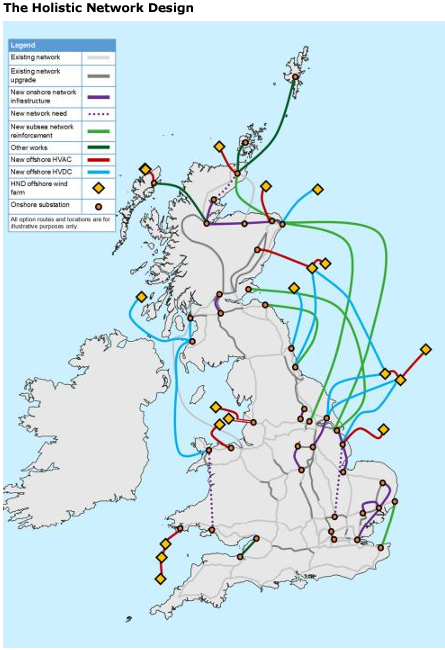 The Holistic Network Design
Legend
Existing network
Existing network
upgrade
New onshore network
infrastructure
New network need
New subsea network
reinforcement
Other works
New offshore HVAC
New offshore HVDC
HND offshore wind
farm
Onshore substation
All option routes and locations are for
illustrative purposes only.